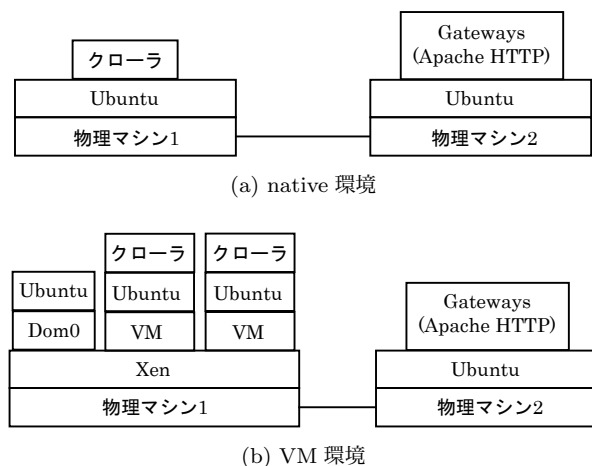 クローラ
Ubuntu
物理マシン1
Gateways
(Apache HTTP)
Ubuntu
物理マシン2
(a) native 環境
Ubuntu
Dom0
クローラ
Ubuntu
VM
クローラ
Ubuntu
VM
Xen
物理マシン1
Gateways
(Apache HTTP)
Ubuntu
物理マシン2
(b) VM 環境